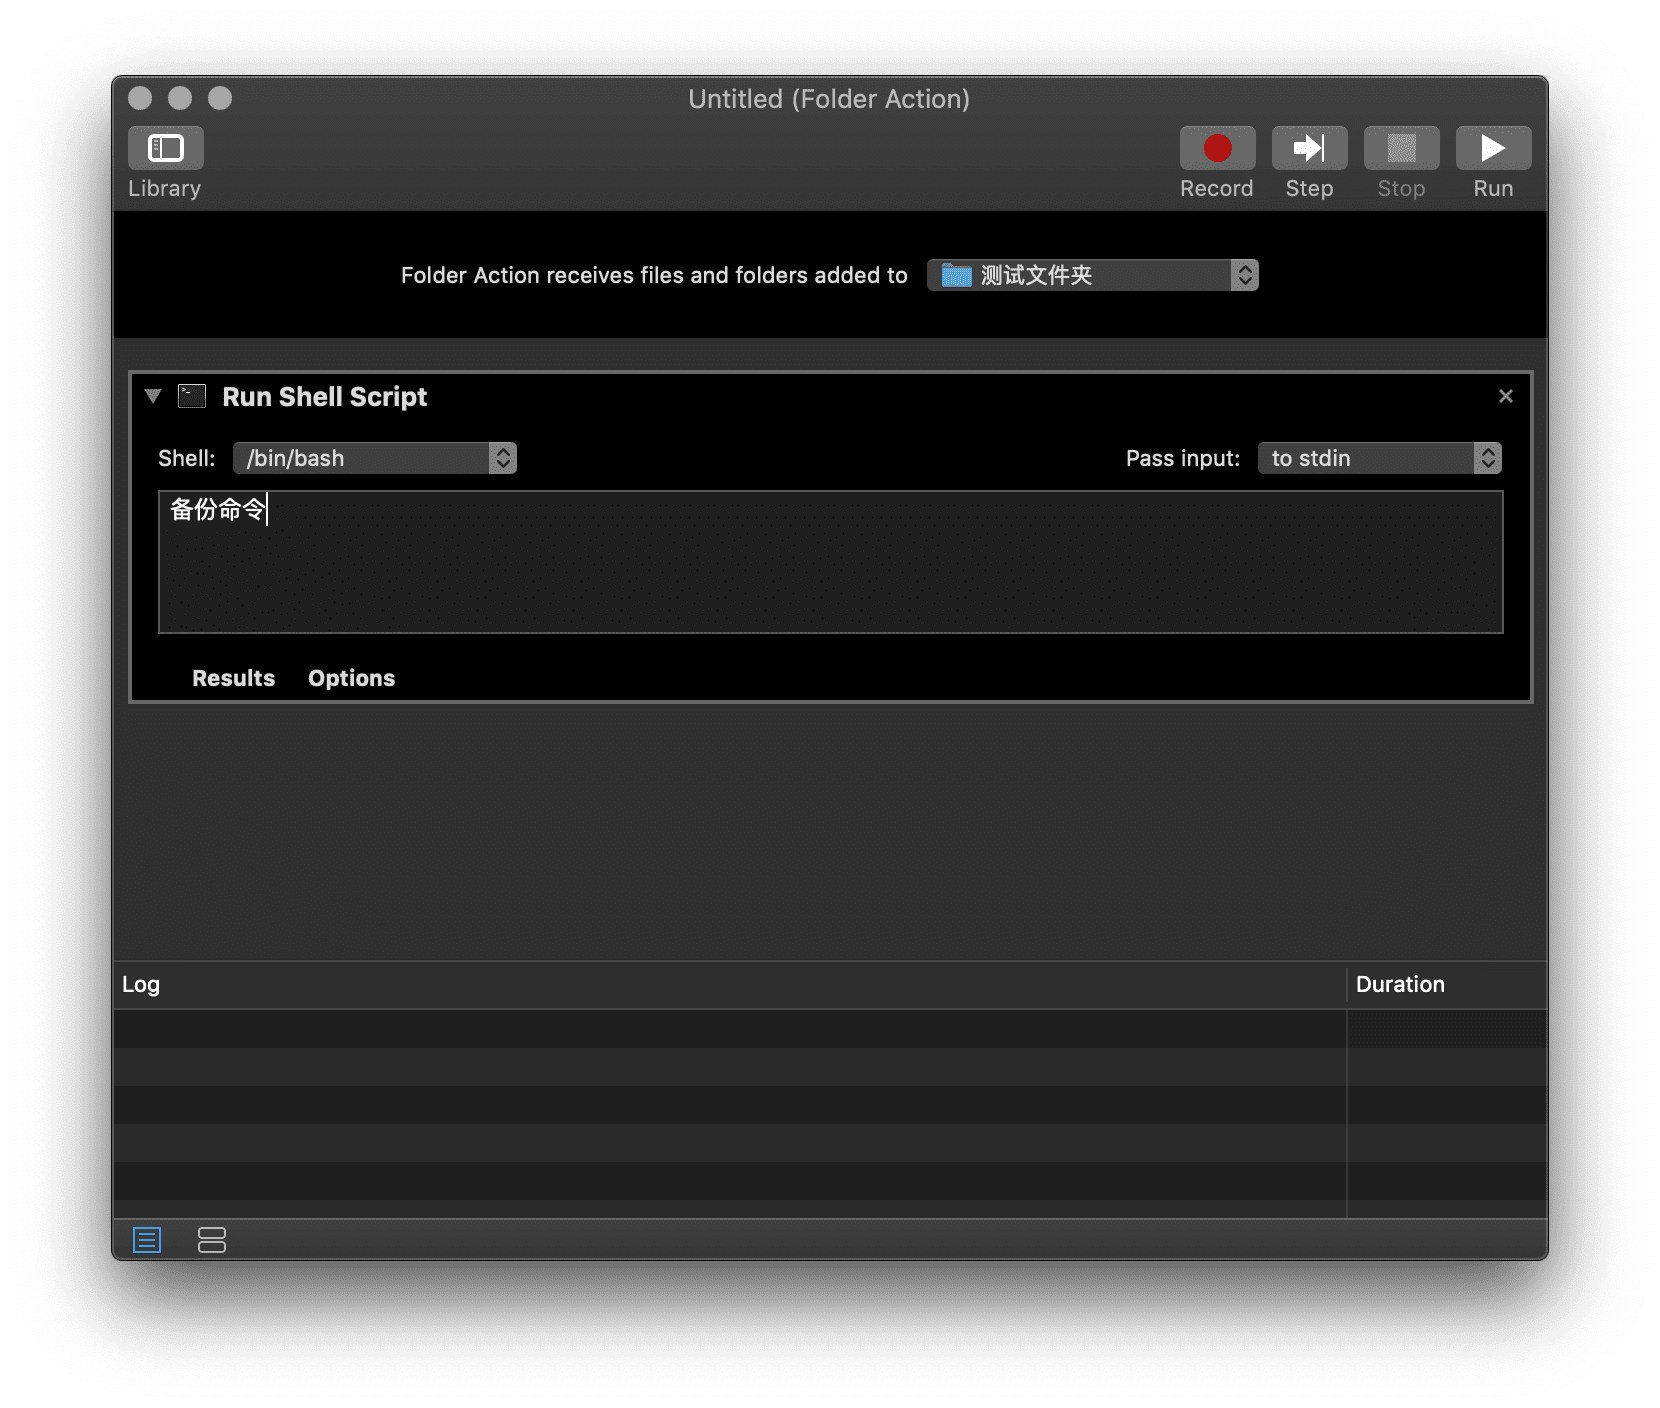 Untitled (Folder Action)
Library
Record Step Stop Run
Folder Action receives files and folders added to 测试文件夹
Run Shell Script
Shell: /bin/bash Pass input: to stdin
备份命令
Results Options
Log Duration